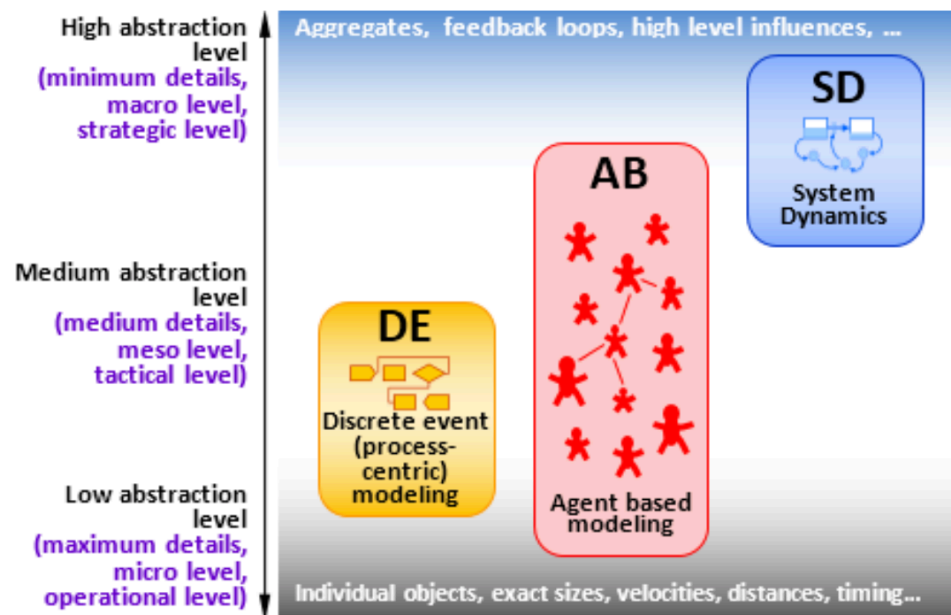 High abstraction
level
(minimum details,
macro level,
strategic level)
Aggregates, feedback loops, high level influences, ...
SD
System
Dynamics
AB
Medium abstraction
level
(medium details,
meso level,
tactical level)
DE
Discrete event
(process-
centric)
modeling
Agent based
modeling
Low abstraction
level
(maximum details,
micro level,
operational level)
Individual objects, exact sizes, velocities, distances, timing...